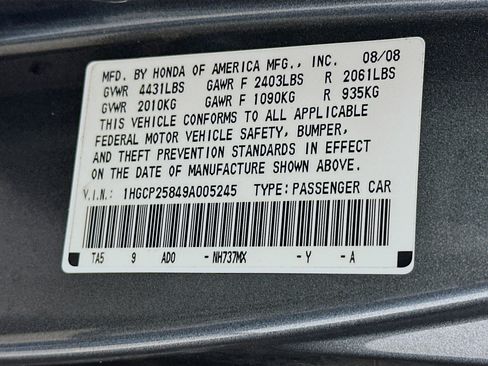 MFD. BY HONDA OF AMERICA MFG., INC. 08/08
GVWR 4431LBS GAWR F 2403LBS R 2061LBS
GVWR 2010KG GAWR F 1090KG R 935KG
THIS VEHICLE CONFORMS TO ALL APPLICABLE
FEDERAL MOTOR VEHICLE SAFETY, BUMPER,
AND THEFT PREVENTION STANDARDS IN EFFECT
ON THE DATE OF MANUFACTURE SHOWN ABOVE.
V.I.N.: 1HGCP25849A005245 TYPE: PASSENGER CAR
TA5 9 AD0 - NH737MX - Y - A